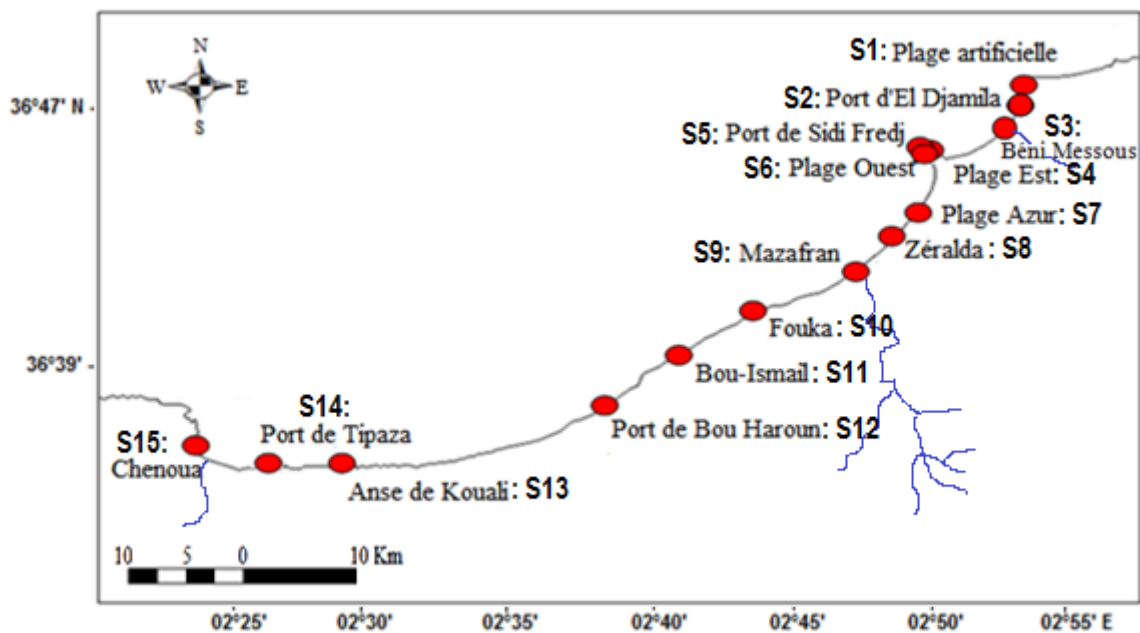 N
W E
S
S1: Plage artificielle
36°47' N
S2: Port d'El Djamila
S5: Port de Sidi Fredj
S3:
Béni Messous
S6: Plage Ouest
Plage Est: S4
Plage Azur: S7
S9: Mazafran
Zéralda: S8
Fouka: S10
36°39'
Bou-Ismail: S11
S14:
Port de Tipaza
Port de Bou Haroun: S12
S15:
Chenoua
Anse de Kouali: S13
10 5 0 10 Km
02°25' 02°30' 02°35' 02°40' 02°45' 02°50' 02°55' E